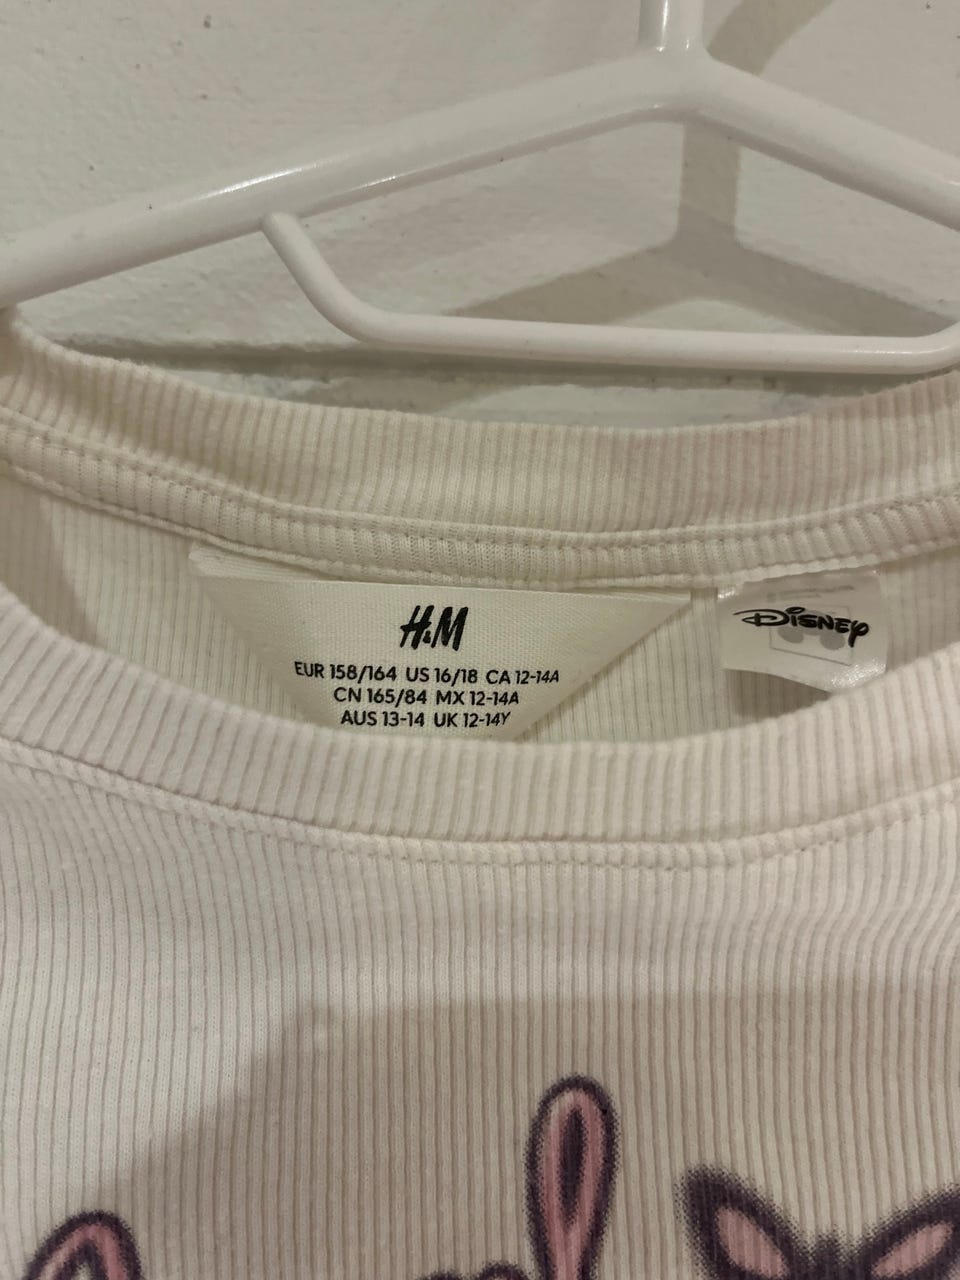 H&M
EUR 158/164 US 16/18 CA 12-14A
CN 165/84 MX 12-14A
AUS 13-14 UK 12-14Y
Disney